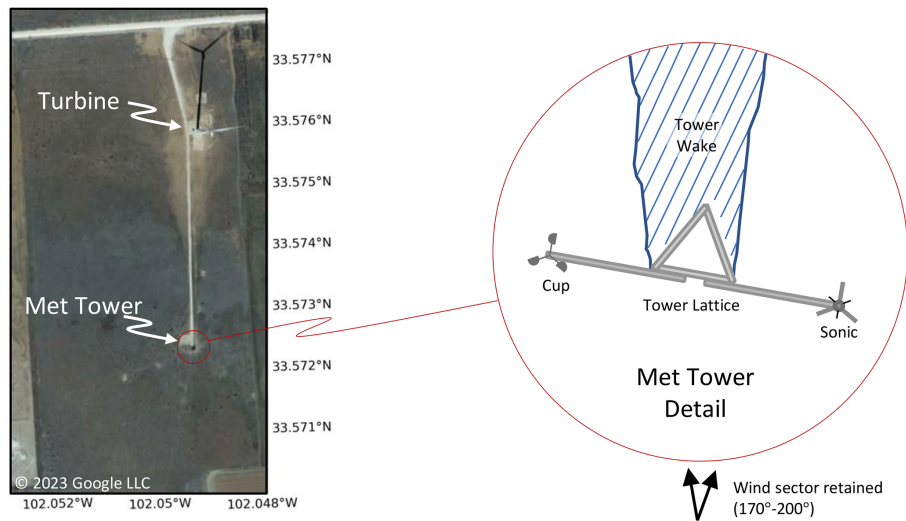 Turbine
Met Tower
© 2023 Google LLC
33.577°N
33.576°N
33.575°N
33.574°N
33.573°N
33.572°N
33.571°N
102.052°W
102.05°W
102.048°W
Tower
Wake
Cup
Tower Lattice
Sonic
Met Tower
Detail
Wind sector retained
(170°-200°)